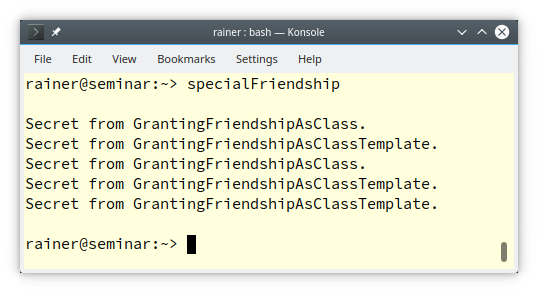 rainer : bash — Konsole
File Edit View Bookmarks Settings Help
rainer@seminar:~> specialFriendship
Secret from GrantingFriendshipAsClass.
Secret from GrantingFriendshipAsClassTemplate.
Secret from GrantingFriendshipAsClass.
Secret from GrantingFriendshipAsClassTemplate.
Secret from GrantingFriendshipAsClassTemplate.
rainer@seminar:~>